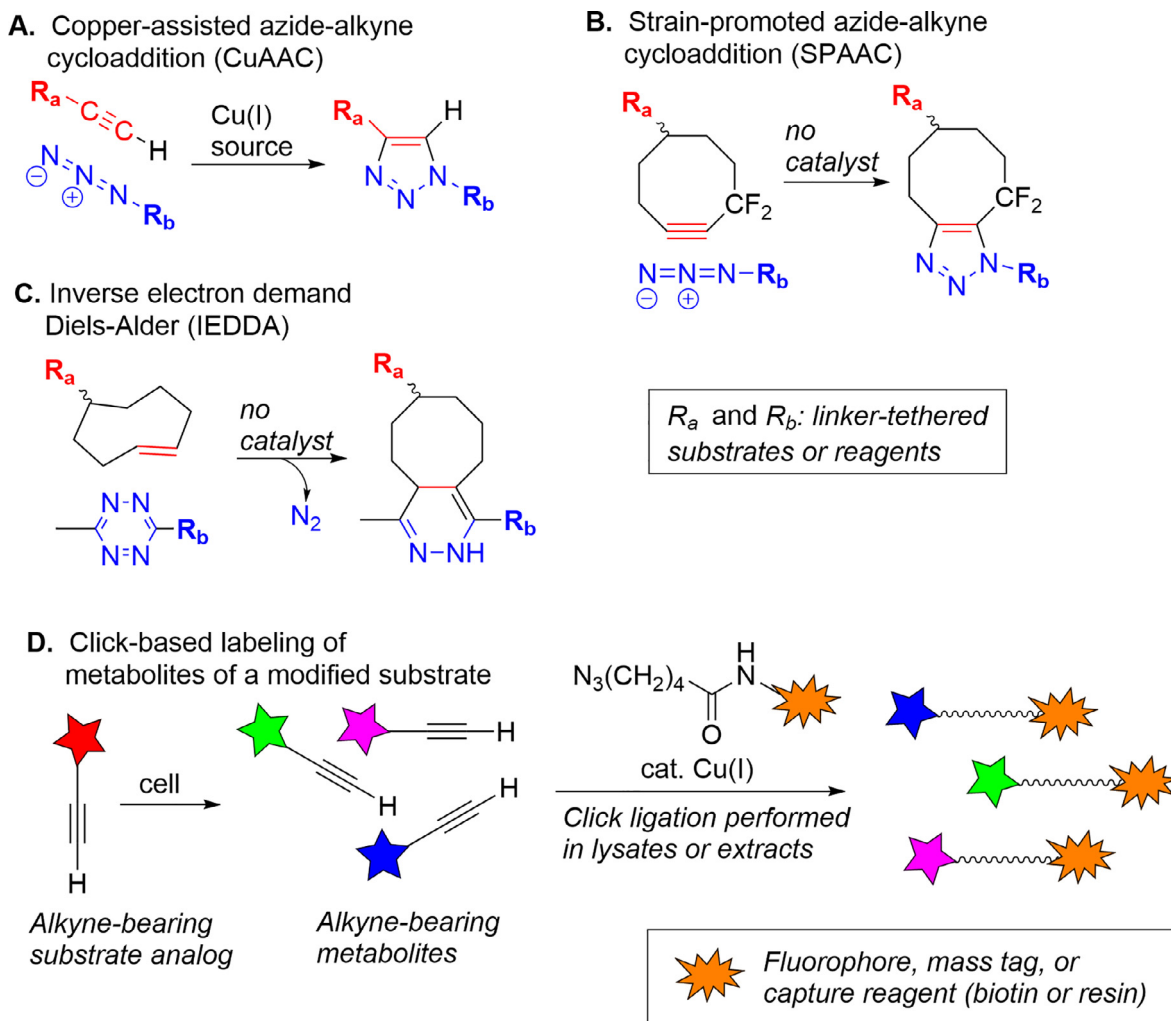 A. Copper-assisted azide-alkyne
cycloaddition (CuAAC)
Ra
C≡C
H
N=N=N
⊖ ⊕
Rb
Cu(I)
source
Ra
H
N N N
Rb
B. Strain-promoted azide-alkyne
cycloaddition (SPAAC)
Ra
CF2
N=N=N-Rb
⊖ ⊕
no
catalyst
Ra
CF2
N N N
Rb
C. Inverse electron demand
Diels-Alder (IEDDA)
Ra
N-N
N=N
Rb
no
catalyst
N2
Ra
Rb
N-NH
Ra and Rb: linker-tethered
substrates or reagents
D. Click-based labeling of
metabolites of a modified substrate
H
Alkyne-bearing
substrate analog
cell
H
H
H
Alkyne-bearing
metabolites
N3(CH2)4
H
N
O
cat. Cu(I)
Click ligation performed
in lysates or extracts
Fluorophore, mass tag, or
capture reagent (biotin or resin)